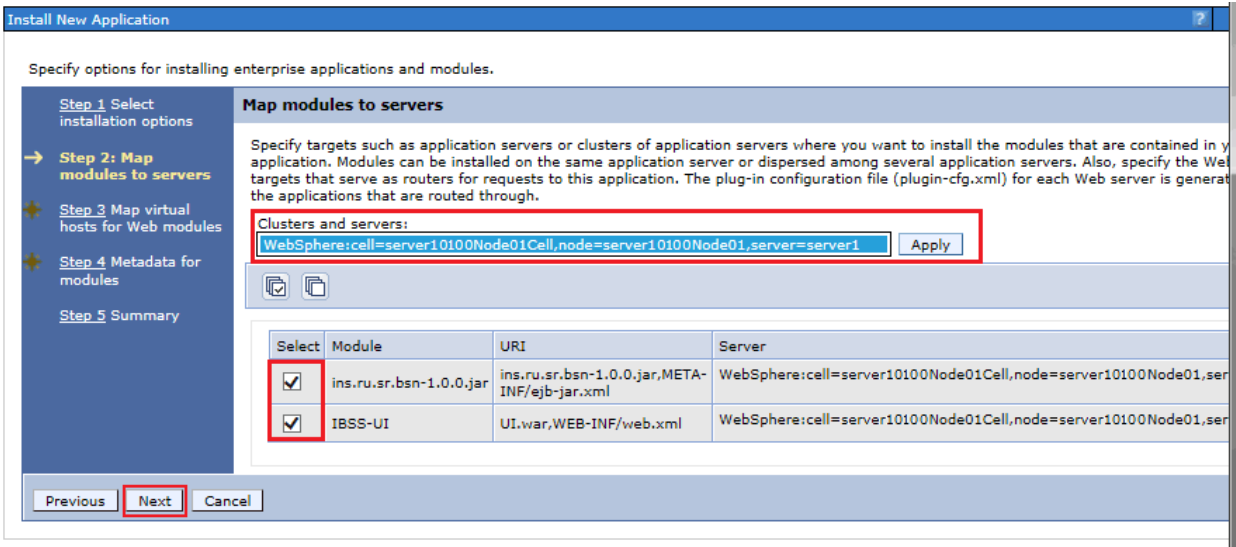 Install New Application
?
Specify options for installing enterprise applications and modules.
Step 1 Select
installation options
Step 2: Map
modules to servers
Step 3 Map virtual
hosts for Web modules
Step 4 Metadata for
modules
Step 5 Summary
Map modules to servers
Specify targets such as application servers or clusters of application servers where you want to install the modules that are contained in y
application. Modules can be installed on the same application server or dispersed among several application servers. Also, specify the Wel
targets that serve as routers for requests to this application. The plug-in configuration file (plugin-cfg.xml) for each Web server is generat
the applications that are routed through.
Clusters and servers:
WebSphere:cell=server10100Node01Cell,node=server10100Node01,server=server1
Apply
Select Module URI Server
ins.ru.sr.bsn-1.0.0.jar ins.ru.sr.bsn-1.0.0.jar,META- WebSphere:cell=server10100Node01Cell,node=server10100Node01,ser
INF/ejb-jar.xml
IBSS-UI UI.war,WEB-INF/web.xml WebSphere:cell=server10100Node01Cell,node=server10100Node01,ser
Previous Next Cancel